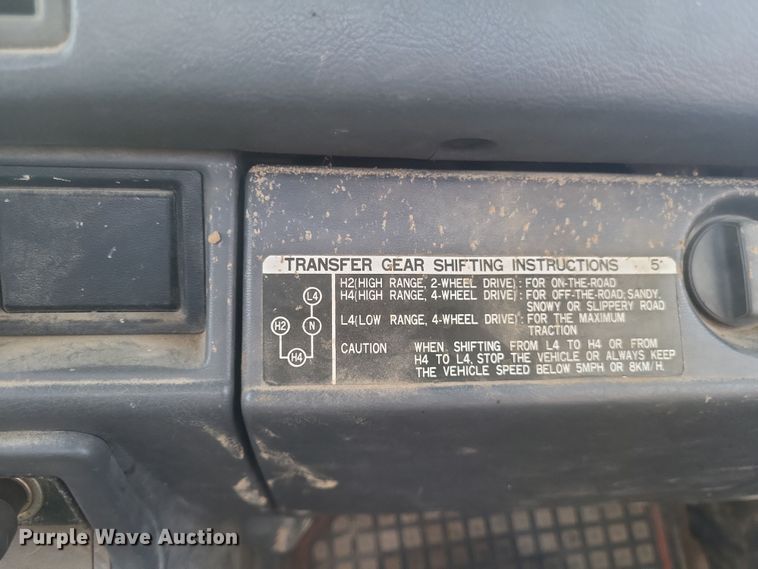 TRANSFER GEAR SHIFTING INSTRUCTIONS 5
H2(HIGH RANGE, 2-WHEEL DRIVE) : FOR ON-THE-ROAD
H4(HIGH RANGE, 4-WHEEL DRIVE) : FOR OFF-THE-ROAD, SANDY,
SNOWY OR SLIPPERY ROAD
L4(LOW RANGE, 4-WHEEL DRIVE) : FOR THE MAXIMUM
TRACTION
CAUTION WHEN SHIFTING FROM L4 TO H4 OR FROM
H4 TO L4, STOP THE VEHICLE OR ALWAYS KEEP
THE VEHICLE SPEED BELOW 5MPH OR 8KM/H.
L4
H2 N
H4
Purple Wave Auction